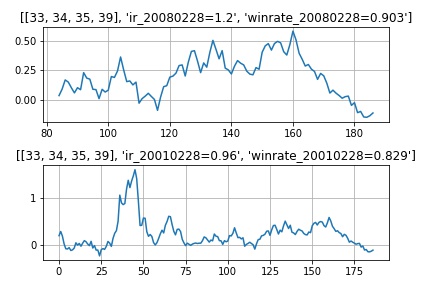 [[33, 34, 35, 39], 'ir_20080228=1.2', 'winrate_20080228=0.903']
0.50
0.25
0.00
80 100 120 140 160 180
[[33, 34, 35, 39], 'ir_20010228=0.96', 'winrate_20010228=0.829']
1
0
0 25 50 75 100 125 150 175